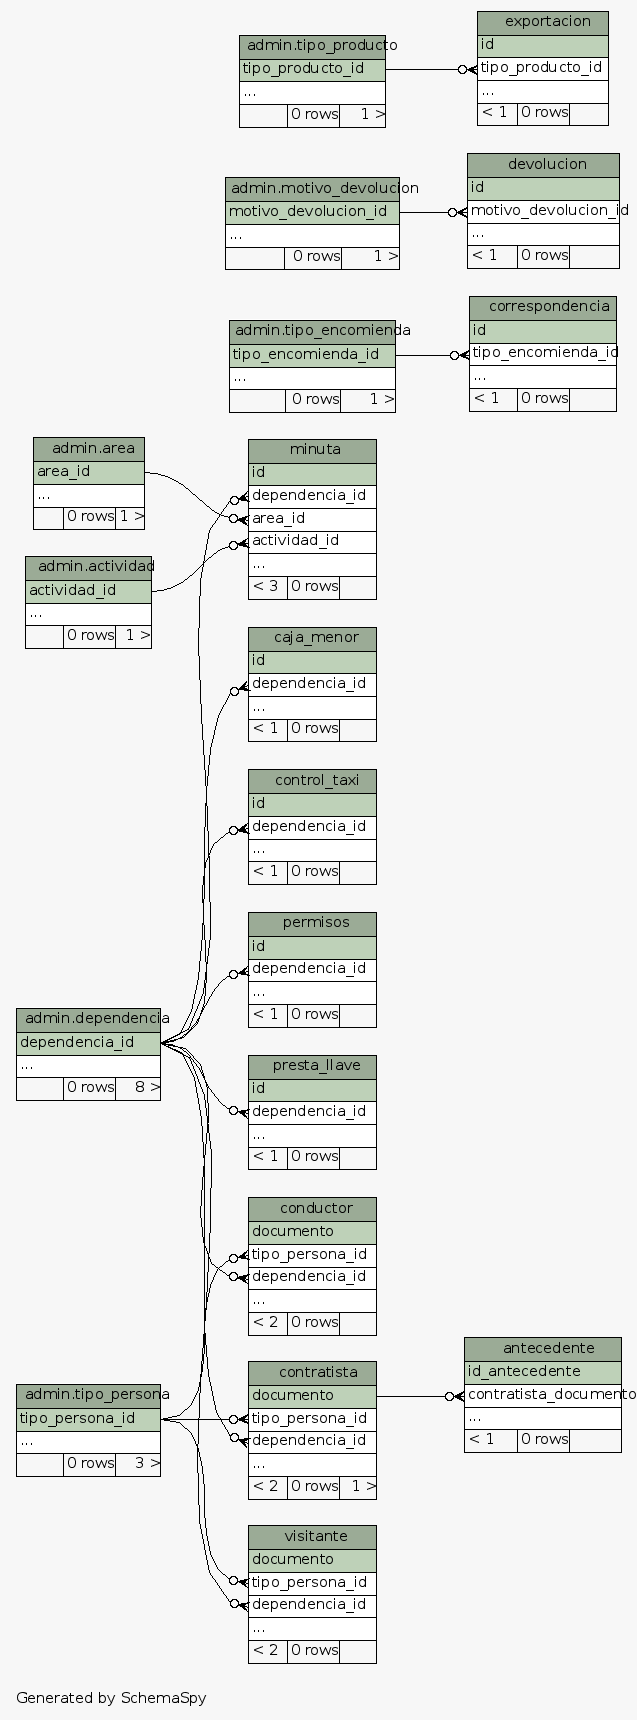 admin.tipo_producto
tipo_producto_id
...
0 rows 1 >
exportacion
id
tipo_producto_id
...
< 1 0 rows
admin.motivo_devolucion
motivo_devolucion_id
...
0 rows 1 >
devolucion
id
motivo_devolucion_id
...
< 1 0 rows
admin.tipo_encomienda
tipo_encomienda_id
...
0 rows 1 >
correspondencia
id
tipo_encomienda_id
...
< 1 0 rows
admin.area
area_id
...
0 rows 1 >
admin.actividad
actividad_id
...
0 rows 1 >
minuta
id
dependencia_id
area_id
actividad_id
...
< 3 0 rows
caja_menor
id
dependencia_id
...
< 1 0 rows
control_taxi
id
dependencia_id
...
< 1 0 rows
permisos
id
dependencia_id
...
< 1 0 rows
admin.dependencia
dependencia_id
...
0 rows 8 >
presta_llave
id
dependencia_id
...
< 1 0 rows
conductor
documento
tipo_persona_id
dependencia_id
...
< 2 0 rows
admin.tipo_persona
tipo_persona_id
...
0 rows 3 >
contratista
documento
tipo_persona_id
dependencia_id
...
< 2 0 rows 1 >
antecedente
id_antecedente
contratista_documento
...
< 1 0 rows
visitante
documento
tipo_persona_id
dependencia_id
...
< 2 0 rows
Generated by SchemaSpy